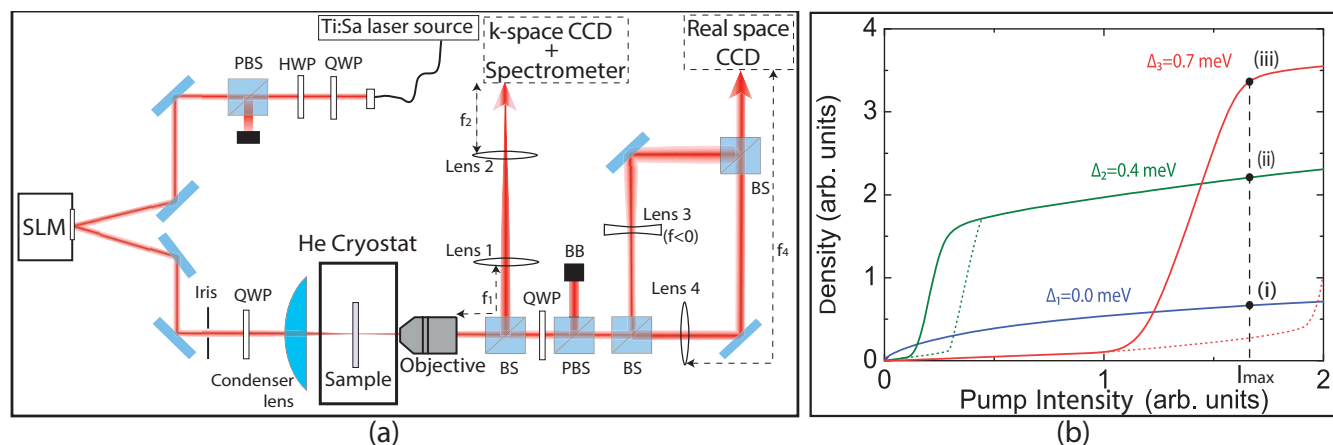 Ti:Sa laser source
k-space CCD
+
Spectrometer
Real space
CCD
PBS
HWP
QWP
f₂
Lens 2
BS
SLM
He Cryostat
Lens 1
Lens 3
(f<0)
f₄
BB
Iris
QWP
f₁
QWP
Lens 4
Condenser
lens
Sample
Objective
BS
PBS
BS
(a)
Density (arb. units)
4
3
2
1
0
Δ₃=0.7 meV
(iii)
Δ₂=0.4 meV
(ii)
Δ₁=0.0 meV
(i)
0
1
Imax
2
Pump Intensity (arb. units)
(b)